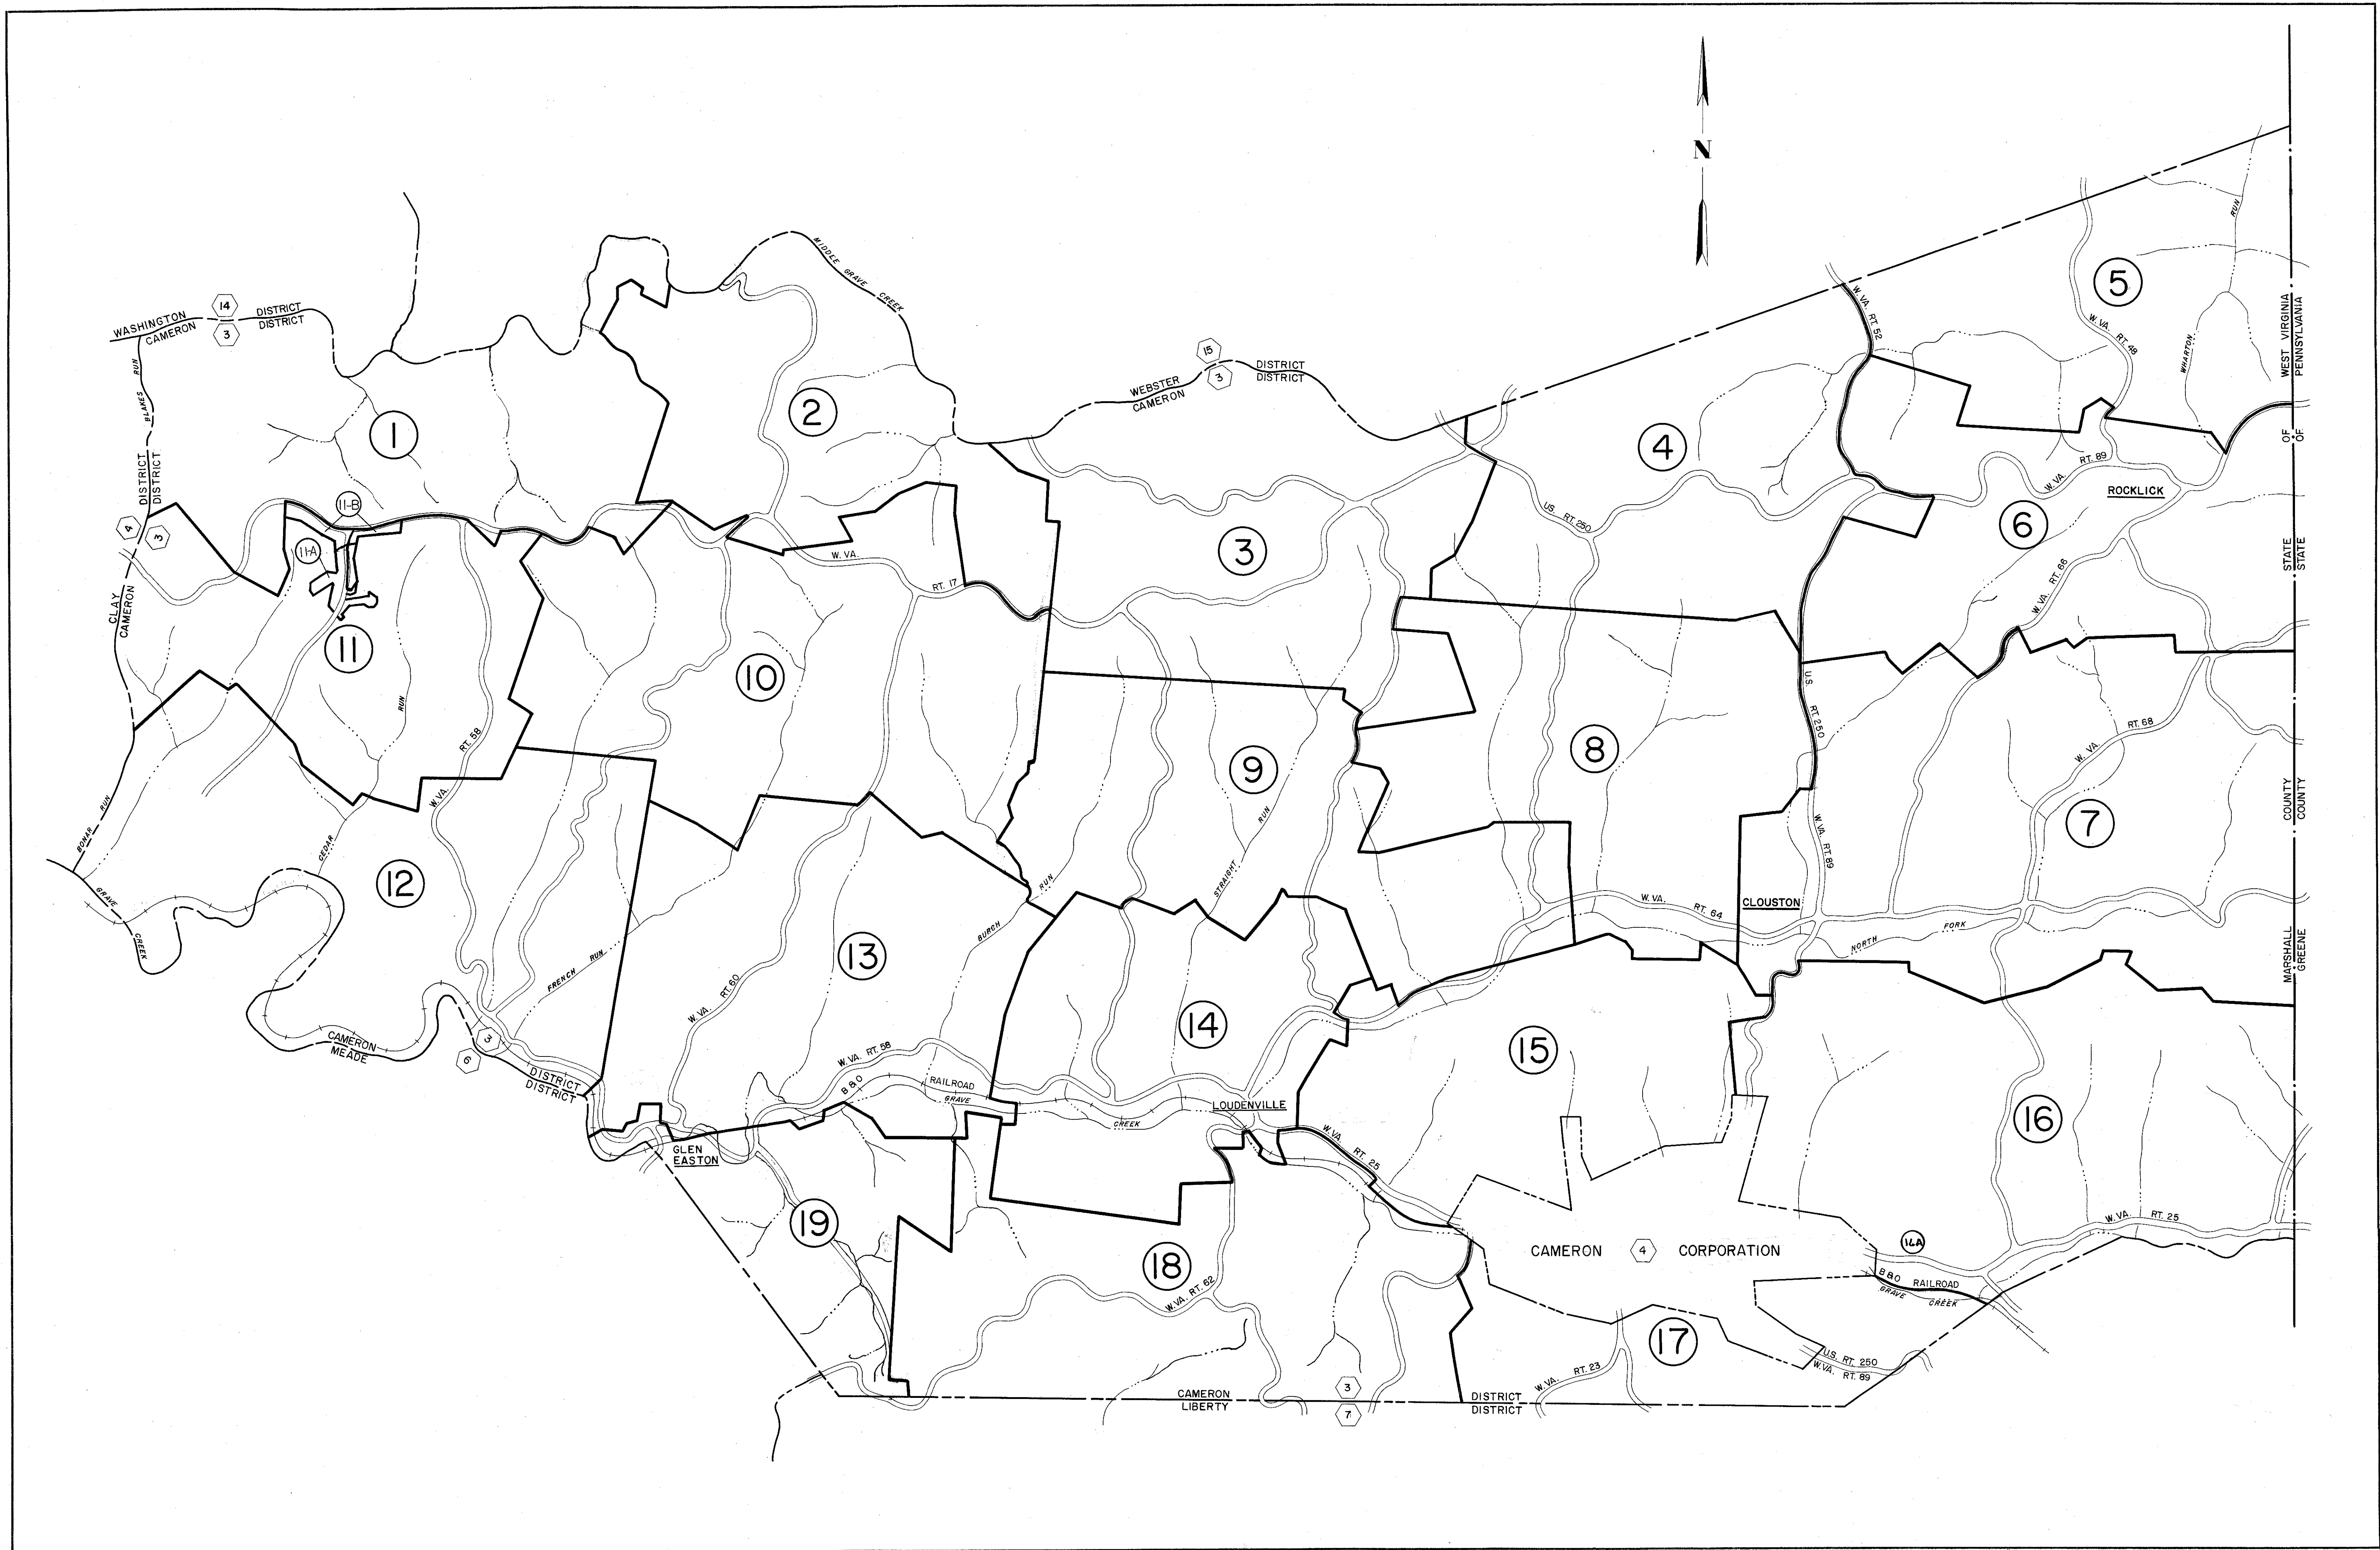 N
WASHINGTON DISTRICT
CAMERON DISTRICT
14
3
BLAKES RUN
DISTRICT
DISTRICT
4
3
CLAY
CAMERON
1
11-B
11-A
11
RUN
RT. 58
W. VA.
2
MIDDLE GRAVE CREEK
W. VA. RT. 17
10
WEBSTER DISTRICT
CAMERON DISTRICT
15
3
3
4
US. RT. 250
W. VA. RT. 52
5
W. VA. RT. 48
WHARTON RUN
WEST VIRGINIA
PENNSYLVANIA
OF
OF
STATE
STATE
COUNTY
COUNTY
MARSHALL
GREENE
W. VA. RT. 89
ROCKLICK
6
W. VA. RT. 66
U.S. RT. 250
W. VA. RT. 68
7
W. VA. RT. 89
8
9
STRAIGHT RUN
BONAR RUN
GRAVE CREEK
CEDAR
12
FRENCH RUN
13
W. VA. RT. 60
BURCH RUN
W. VA. RT. 64
CLOUSTON
NORTH FORK
14
15
16
CAMERON
MEADE
3
6
DISTRICT
DISTRICT
W. VA. RT. 58
B & O RAILROAD
GRAVE CREEK
LOUDENVILLE
GLEN
EASTON
W. VA. RT. 25
19
18
W. VA. RT. 62
CAMERON 4 CORPORATION
16A
W. VA. RT. 25
B & O RAILROAD
GRAVE CREEK
17
W. VA. RT. 23
U.S. RT. 250
W. VA. RT. 89
CAMERON
LIBERTY
3
7
DISTRICT
DISTRICT